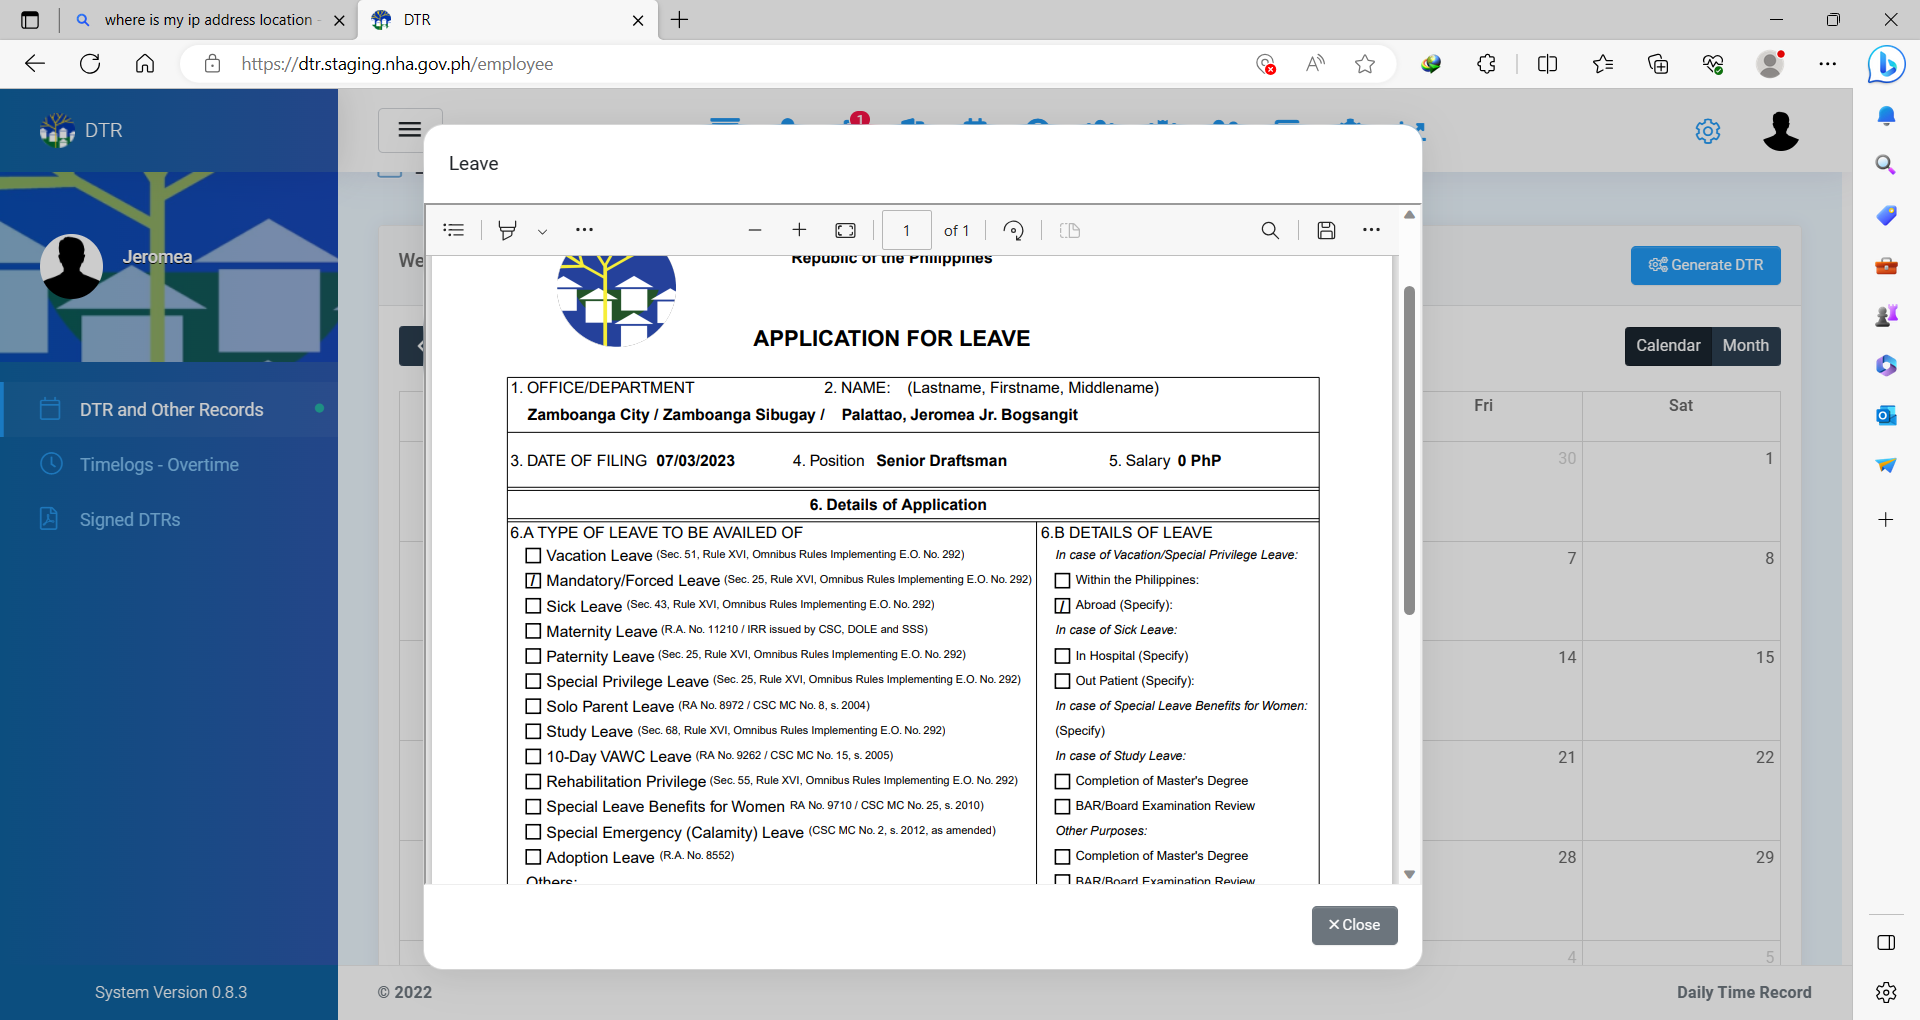 where is my ip address location
DTR
https://dtr.staging.nha.gov.ph/employee
DTR
1
Jeromea
DTR and Other Records
Timelogs - Overtime
Signed DTRs
System Version 0.8.3
Leave
1 of 1
Republic of the Philippines
APPLICATION FOR LEAVE
1. OFFICE/DEPARTMENT 2. NAME: (Lastname, Firstname, Middlename)
Zamboanga City / Zamboanga Sibugay / Palattao, Jeromea Jr. Bogsangit
3. DATE OF FILING 07/03/2023 4. Position Senior Draftsman 5. Salary 0 PhP
6. Details of Application
6.A TYPE OF LEAVE TO BE AVAILED OF
Vacation Leave (Sec. 51, Rule XVI, Omnibus Rules Implementing E.O. No. 292)
[/] Mandatory/Forced Leave (Sec. 25, Rule XVI, Omnibus Rules Implementing E.O. No. 292)
Sick Leave (Sec. 43, Rule XVI, Omnibus Rules Implementing E.O. No. 292)
Maternity Leave (R.A. No. 11210 / IRR issued by CSC, DOLE and SSS)
Paternity Leave (Sec. 25, Rule XVI, Omnibus Rules Implementing E.O. No. 292)
Special Privilege Leave (Sec. 25, Rule XVI, Omnibus Rules Implementing E.O. No. 292)
Solo Parent Leave (RA No. 8972 / CSC MC No. 8, s. 2004)
Study Leave (Sec. 68, Rule XVI, Omnibus Rules Implementing E.O. No. 292)
10-Day VAWC Leave (RA No. 9262 / CSC MC No. 15, s. 2005)
Rehabilitation Privilege (Sec. 55, Rule XVI, Omnibus Rules Implementing E.O. No. 292)
Special Leave Benefits for Women RA No. 9710 / CSC MC No. 25, s. 2010)
Special Emergency (Calamity) Leave (CSC MC No. 2, s. 2012, as amended)
Adoption Leave (R.A. No. 8552)
Others:
6.B DETAILS OF LEAVE
In case of Vacation/Special Privilege Leave:
Within the Philippines:
[/] Abroad (Specify):
In case of Sick Leave:
In Hospital (Specify)
Out Patient (Specify):
In case of Special Leave Benefits for Women:
(Specify)
In case of Study Leave:
Completion of Master's Degree
BAR/Board Examination Review
Other Purposes:
Completion of Master's Degree
BAR/Board Examination Review
× Close
We
Generate DTR
Calendar Month
Fri Sat
30 1
7 8
14 15
21 22
28 29
4 5
© 2022
Daily Time Record